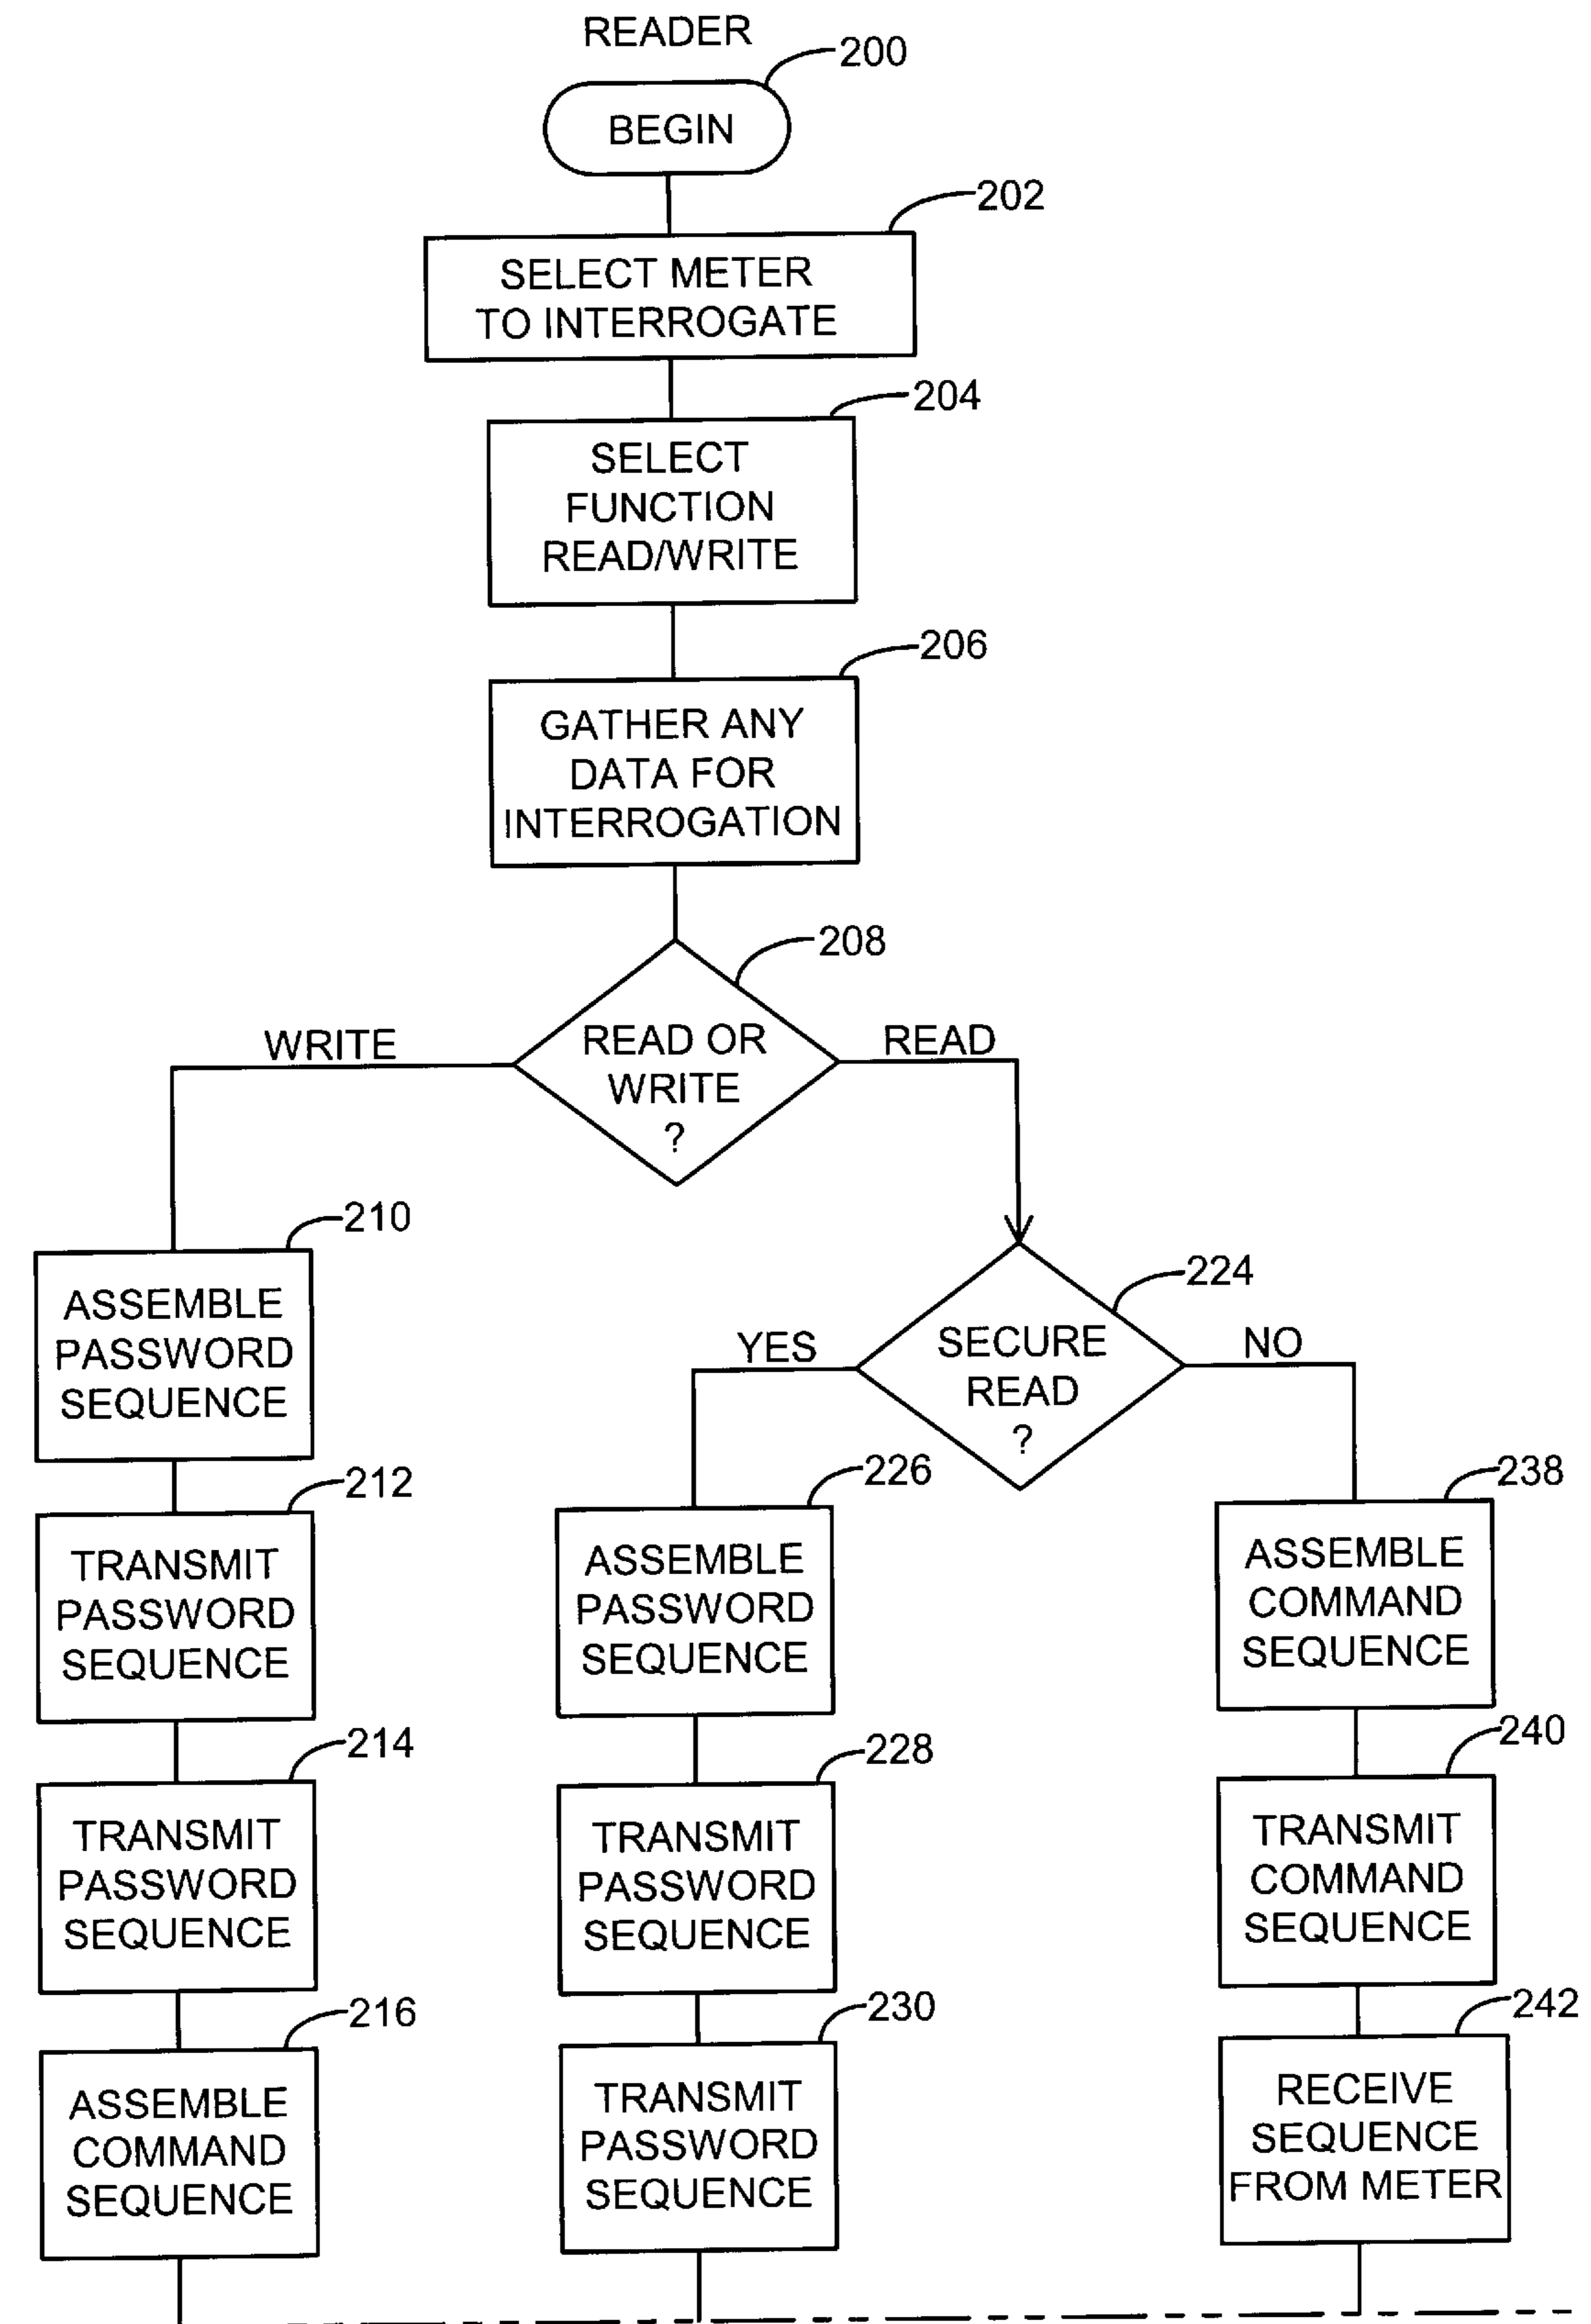 READER
200
BEGIN
202
SELECT METER
TO INTERROGATE
204
SELECT
FUNCTION
READ/WRITE
206
GATHER ANY
DATA FOR
INTERROGATION
208
READ OR
WRITE
?
WRITE
READ
210
ASSEMBLE
PASSWORD
SEQUENCE
212
TRANSMIT
PASSWORD
SEQUENCE
214
TRANSMIT
PASSWORD
SEQUENCE
216
ASSEMBLE
COMMAND
SEQUENCE
224
SECURE
READ
?
YES
NO
226
ASSEMBLE
PASSWORD
SEQUENCE
228
TRANSMIT
PASSWORD
SEQUENCE
230
TRANSMIT
PASSWORD
SEQUENCE
238
ASSEMBLE
COMMAND
SEQUENCE
240
TRANSMIT
COMMAND
SEQUENCE
242
RECEIVE
SEQUENCE
FROM METER